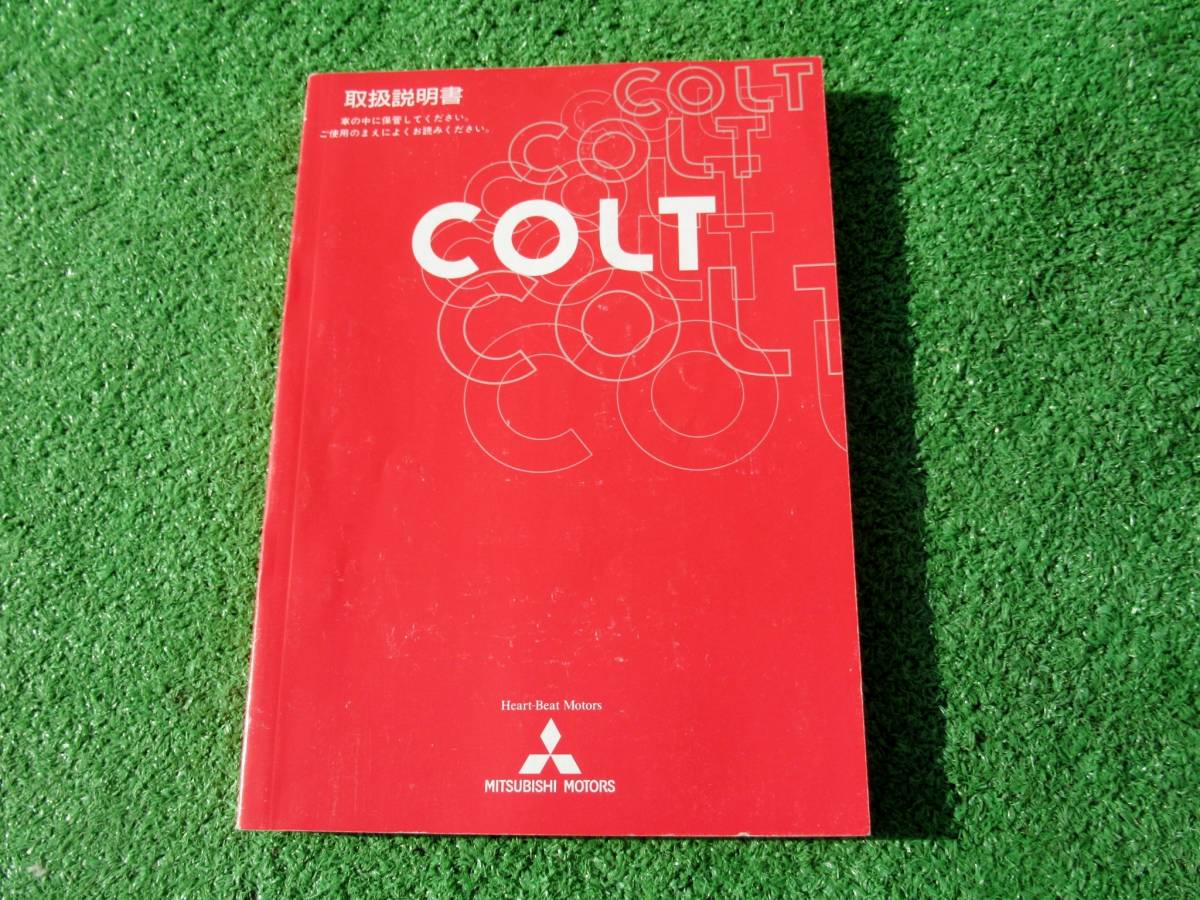 取扱説明書
車の中に保管してください。
ご使用のまえによくお読みください。
COLT
COLT
COLT
COLT
COLT
CO
Heart-Beat Motors
MITSUBISHI MOTORS